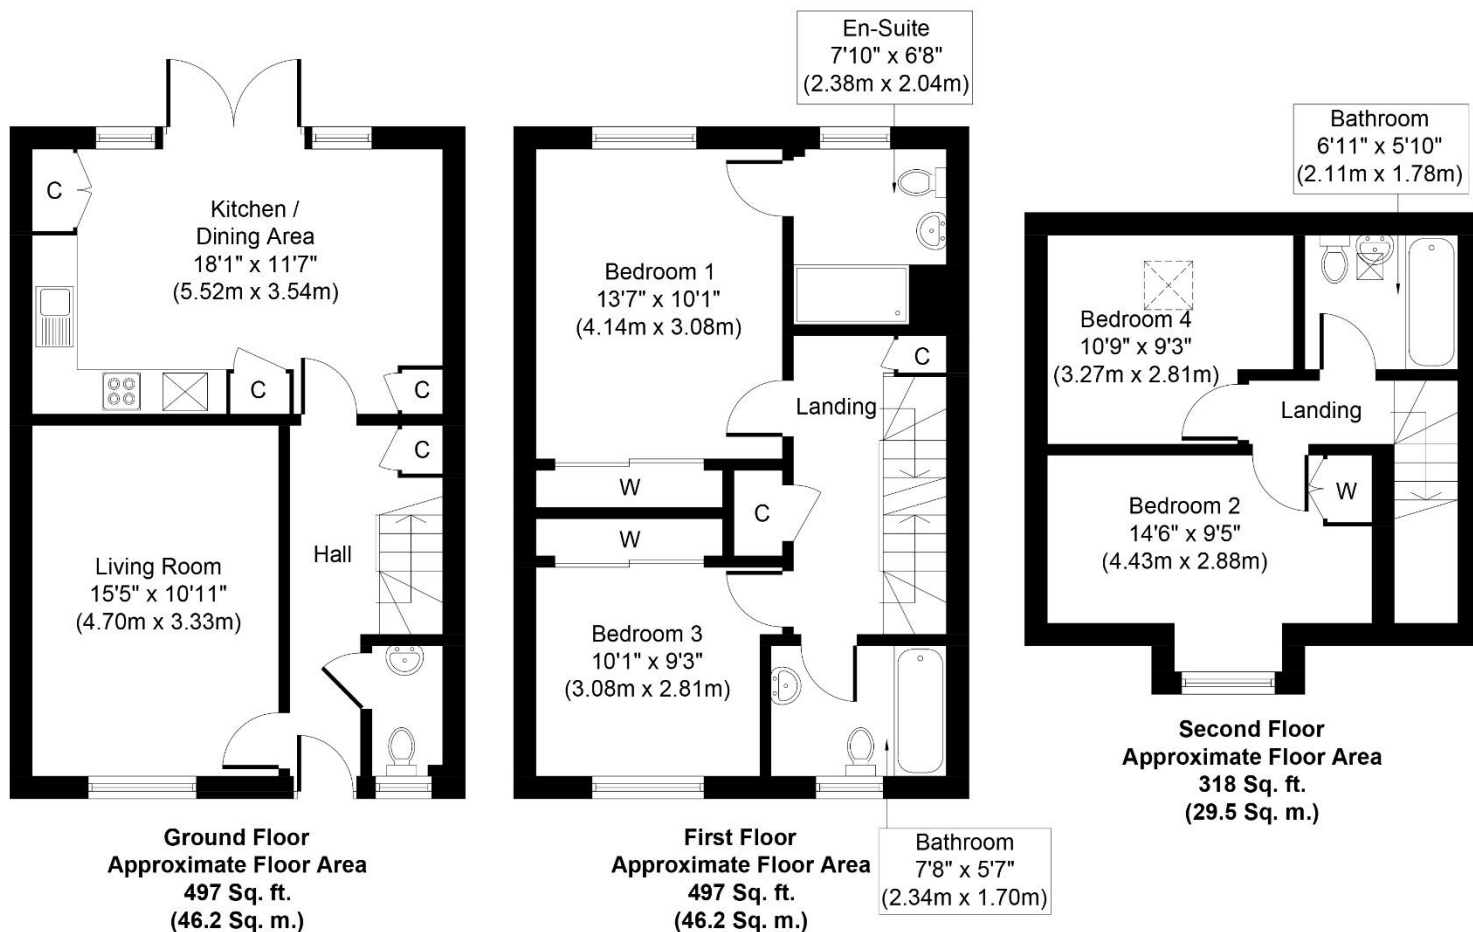 En-Suite
7'10" x 6'8"
(2.38m x 2.04m)
Bathroom
6'11" x 5'10"
(2.11m x 1.78m)
C
Kitchen /
Dining Area
18'1" x 11'7"
(5.52m x 3.54m)
C
C
C
Living Room
15'5" x 10'11"
(4.70m x 3.33m)
Hall
Ground Floor
Approximate Floor Area
497 Sq. ft.
(46.2 Sq. m.)
Bedroom 1
13'7" x 10'1"
(4.14m x 3.08m)
C
Landing
W
C
W
Bedroom 3
10'1" x 9'3"
(3.08m x 2.81m)
First Floor
Approximate Floor Area
497 Sq. ft.
(46.2 Sq. m.)
Bathroom
7'8" x 5'7"
(2.34m x 1.70m)
Bedroom 4
10'9" x 9'3"
(3.27m x 2.81m)
Landing
Bedroom 2
14'6" x 9'5"
(4.43m x 2.88m)
W
Second Floor
Approximate Floor Area
318 Sq. ft.
(29.5 Sq. m.)